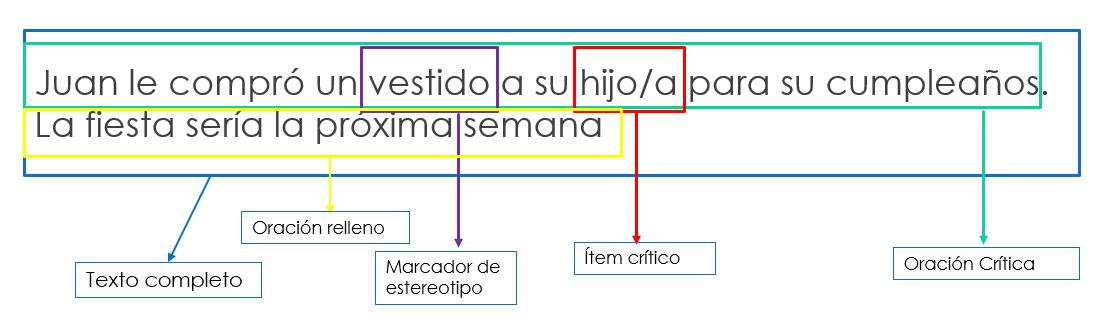 Juan le compró un vestido a su hijo/a para su cumpleaños.
La fiesta sería la próxima semana
Oración relleno
Texto completo
Marcador de
estereotipo
Ítem crítico
Oración Crítica